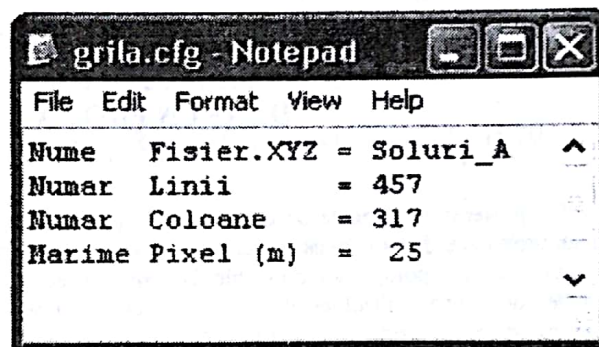 grila.cfg - Notepad
File Edit Format View Help
Nume Fisier.XYZ = Soluri_A
Numar Linii = 457
Numar Coloane = 317
Marime Pixel (m) = 25